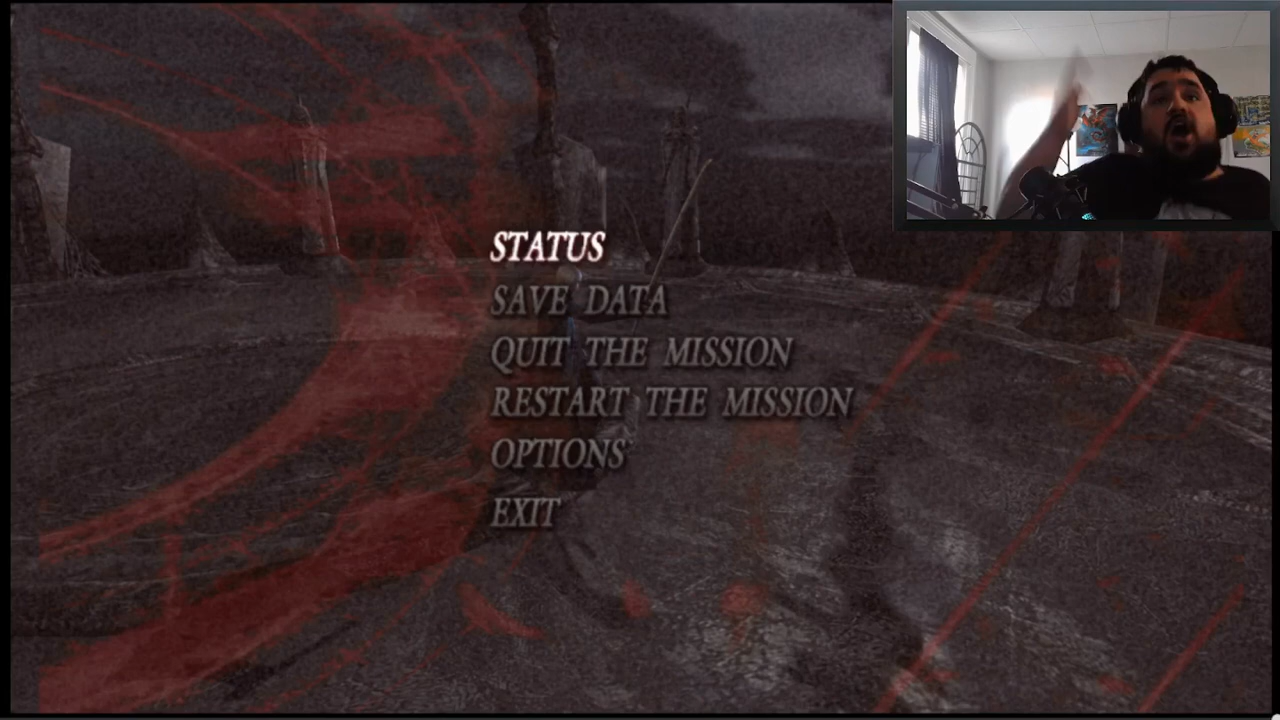 STATUS
SAVE DATA
QUIT THE MISSION
RESTART THE MISSION
OPTIONS
EXIT